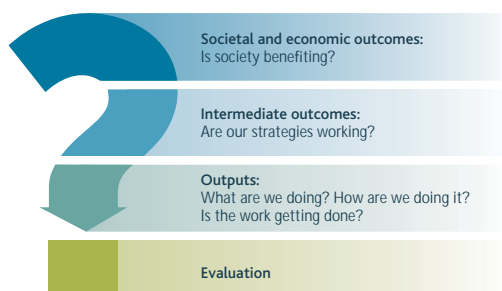 Societal and economic outcomes:
Is society benefiting?
Intermediate outcomes:
Are our strategies working?
Outputs:
What are we doing? How are we doing it?
Is the work getting done?
Evaluation